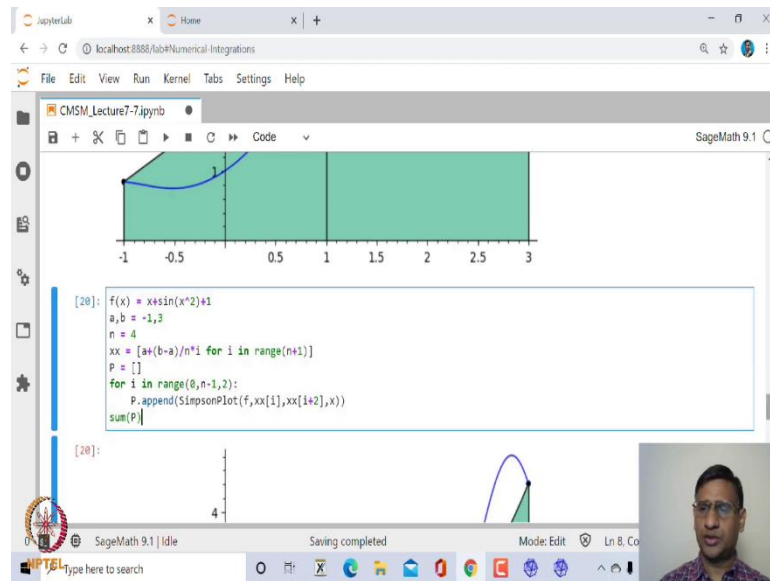 JupyterLab
Home
localhost:8888/lab#Numerical-Integrations
File Edit View Run Kernel Tabs Settings Help
CMSM_Lecture7-7.ipynb
Code
SageMath 9.1
1
-1 -0.5 0.5 1 1.5 2 2.5 3
[20]: f(x) = x+sin(x^2)+1
a,b = -1,3
n = 4
xx = [a+(b-a)/n*i for i in range(n+1)]
P = []
for i in range(0,n-1,2):
P.append(SimpsonPlot(f,xx[i],xx[i+2],x))
sum(P)
[20]:
4
SageMath 9.1 | Idle Saving completed Mode: Edit Ln 8, Co
NPTEL
Type here to search